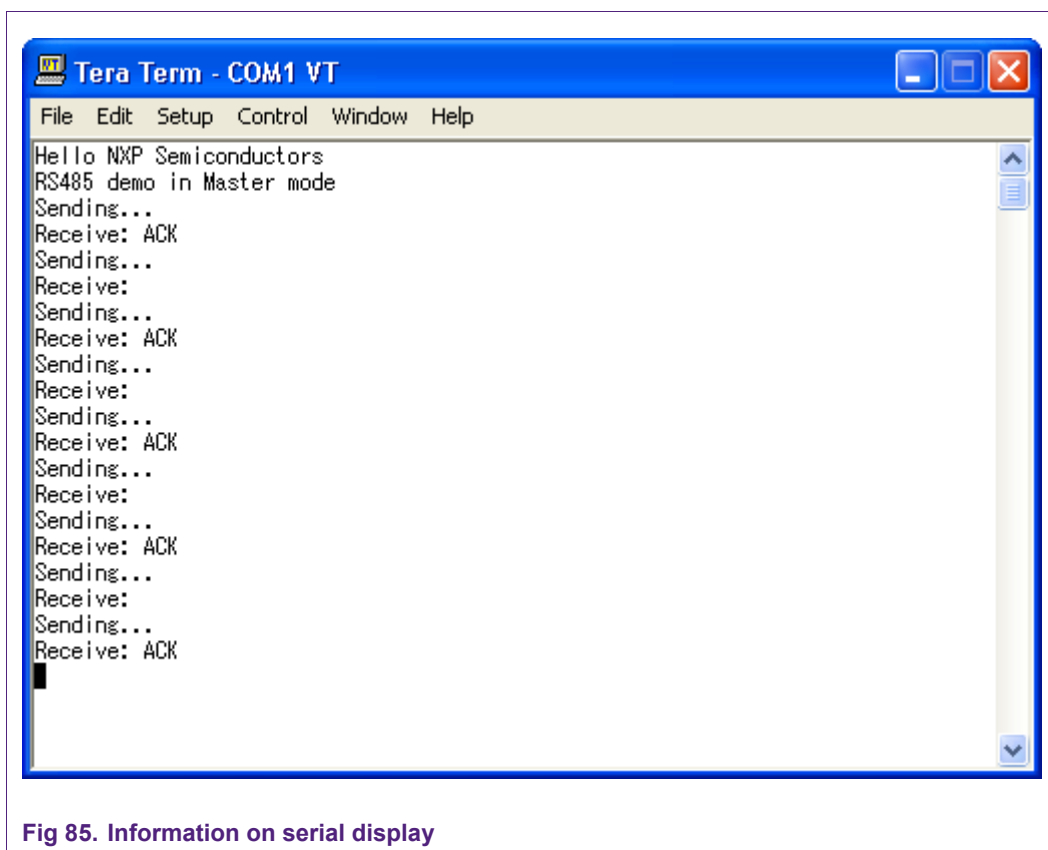 Tera Term - COM1 VT
File Edit Setup Control Window Help
Hello NXP Semiconductors
RS485 demo in Master mode
Sending...
Receive: ACK
Sending...
Receive:
Sending...
Receive: ACK
Sending...
Receive:
Sending...
Receive: ACK
Sending...
Receive:
Sending...
Receive: ACK
Sending...
Receive:
Sending...
Receive: ACK
Fig 85. Information on serial display